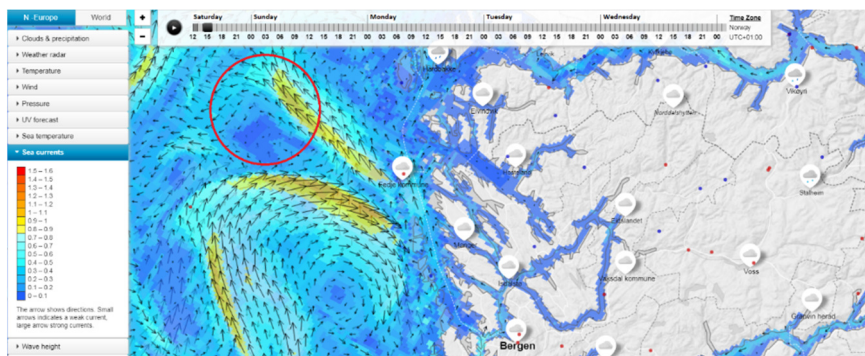 N -Europe
World
Clouds & precipitation
Weather radar
Temperature
Wind
Pressure
UV forecast
Sea temperature
Sea currents
1.5 – 1.6
1.4 – 1.5
1.3 – 1.4
1.2 – 1.3
1.1 – 1.2
1 – 1.1
0.9 – 1
0.8 – 0.9
0.7 – 0.8
0.6 – 0.7
0.5 – 0.6
0.4 – 0.5
0.3 – 0.4
0.2 – 0.3
0.1 – 0.2
0 – 0.1
The arrow shows directions. Small
arrows indicates a weak current,
large arrow strong currents.
Wave height
+
−
Saturday Sunday Monday Tuesday Wednesday
12 15 18 21 00 03 06 09 12 15 18 21 00 03 06 09 12 15 18 21 00 03 06 09 12 15 18 21 00 03 06 09 12 15 18 21 00
Time Zone
Norway
UTC+01:00
Vikøyri
Stalheim
Fedje kommune
Eidslandet
Vaksdal kommune
Voss
Granvin herad
Bergen